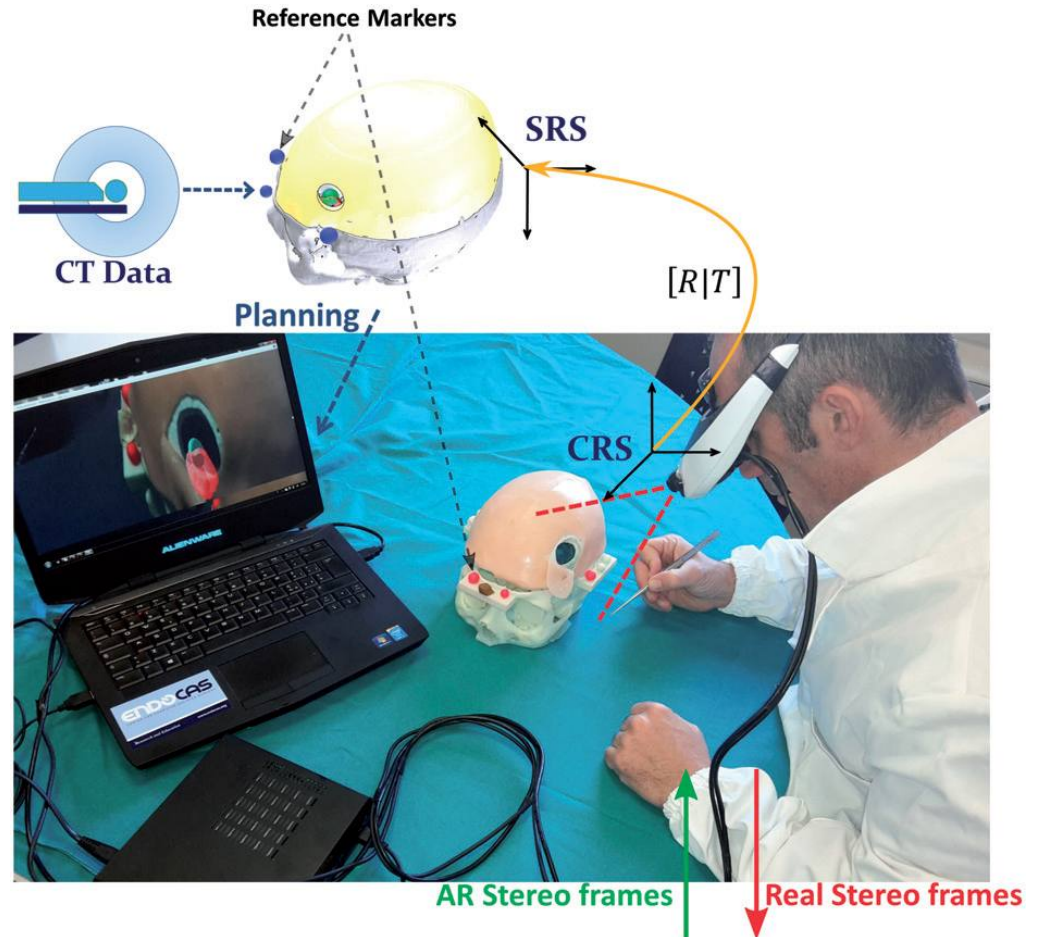 Reference Markers
SRS
CT Data
[R|T]
Planning
CRS
ALIENWARE
ENDOCAS
AR Stereo frames
Real Stereo frames